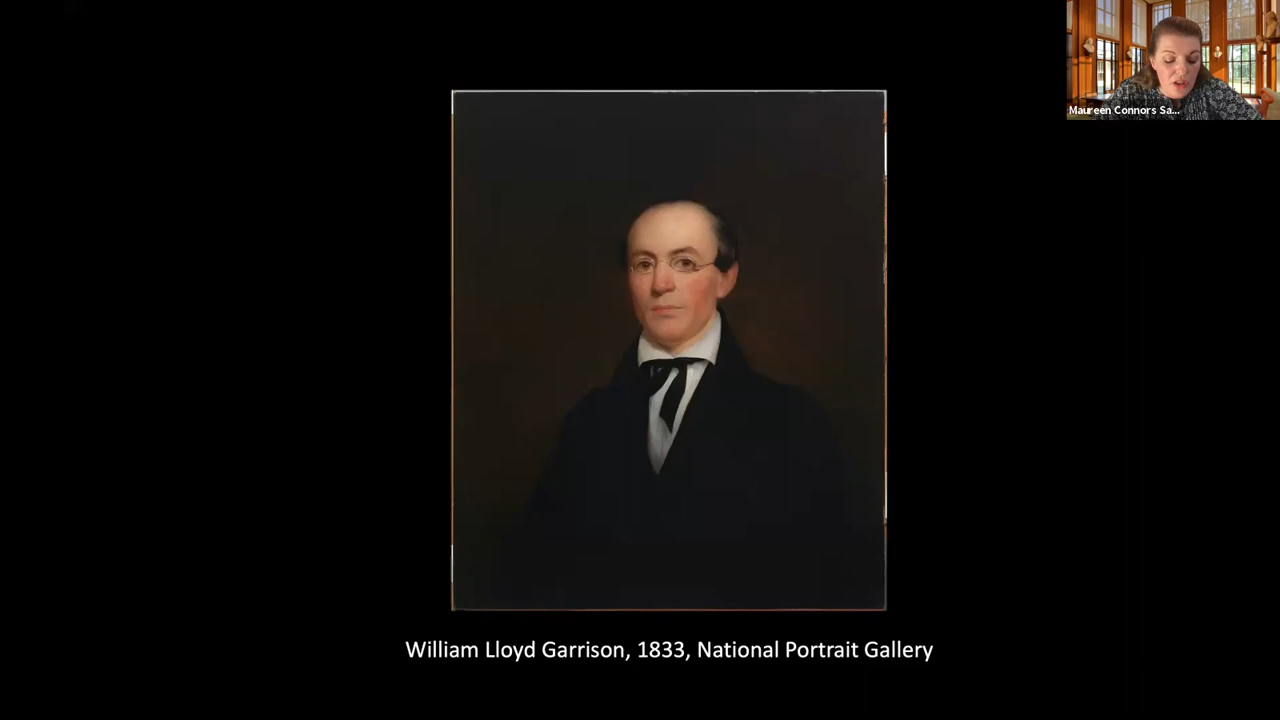 Maureen Connors Sa...
William Lloyd Garrison, 1833, National Portrait Gallery